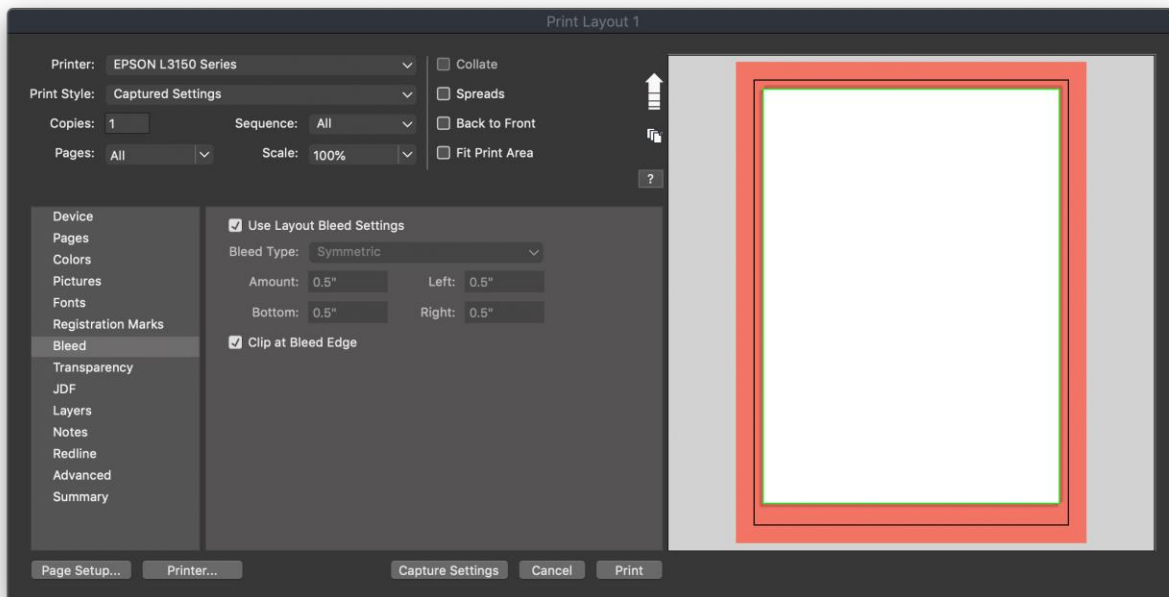 Print Layout 1
Printer: EPSON L3150 Series
Collate
Print Style: Captured Settings
Spreads
Copies: 1 Sequence: All
Back to Front
Pages: All Scale: 100%
Fit Print Area
?
Device
Pages
Colors
Pictures
Fonts
Registration Marks
Bleed
Transparency
JDF
Layers
Notes
Redline
Advanced
Summary
Use Layout Bleed Settings
Bleed Type: Symmetric
Amount: 0.5" Left: 0.5"
Bottom: 0.5" Right: 0.5"
Clip at Bleed Edge
Page Setup... Printer... Capture Settings Cancel Print